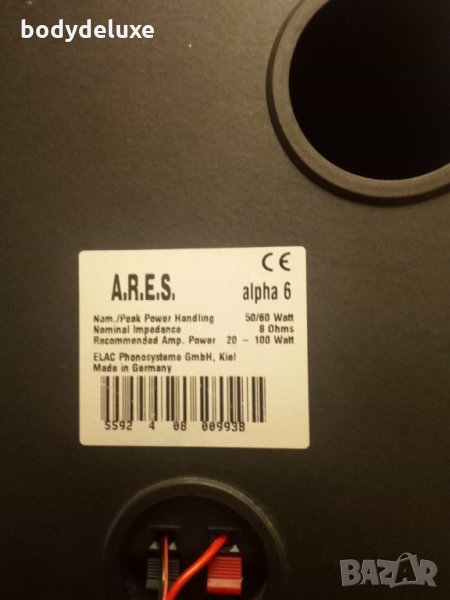 bodydeluxe
CE
A.R.E.S. alpha 6
Nom./Peak Power Handling 50/60 Watt
Nominal Impedance 8 Ohms
Recommended Amp. Power 20 - 100 Watt
ELAC Phonosysteme GmbH, Kiel
Made in Germany
5592 4 08 009938
BAZAR